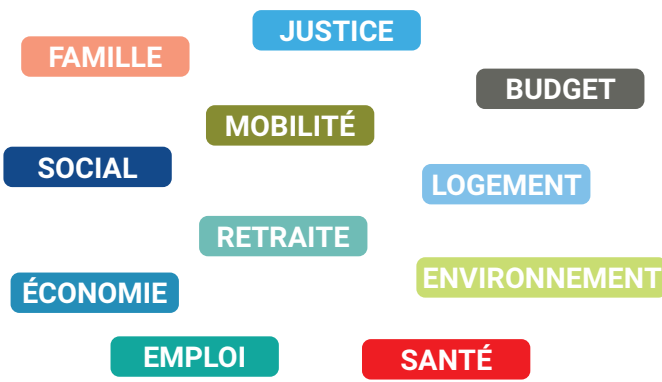 JUSTICE
FAMILLE
BUDGET
MOBILITÉ
SOCIAL
LOGEMENT
RETRAITE
ENVIRONNEMENT
ÉCONOMIE
EMPLOI
SANTÉ